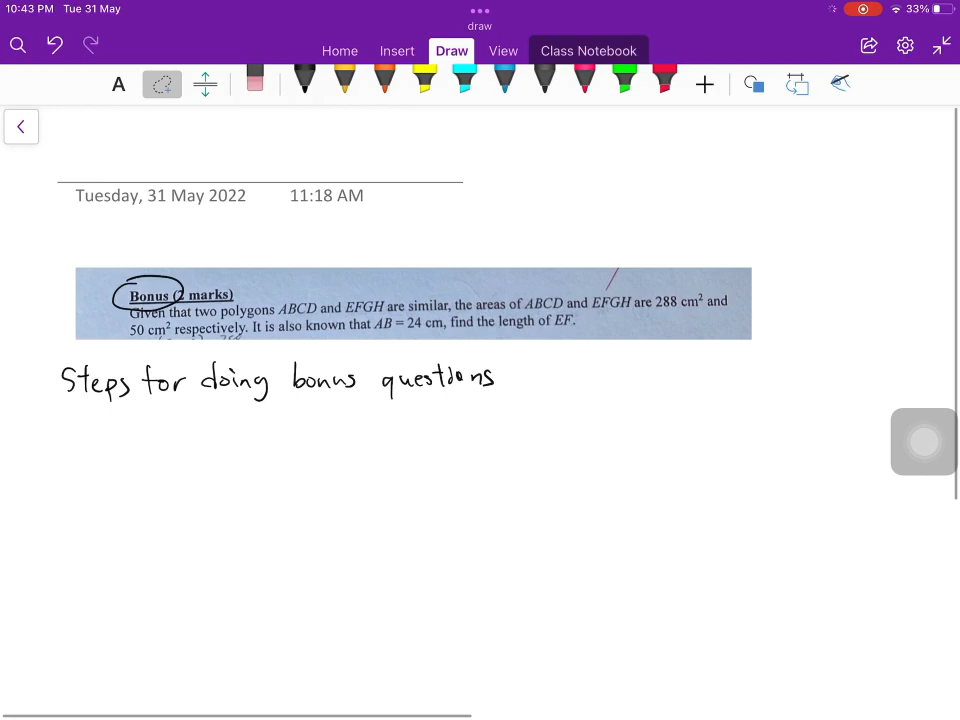 10:43 PM Tue 31 May
33%
draw
Home Insert Draw View Class Notebook
A
Tuesday, 31 May 2022 11:18 AM
Bonus (2 marks)
Given that two polygons ABCD and EFGH are similar, the areas of ABCD and EFGH are 288 cm² and
50 cm² respectively. It is also known that AB = 24 cm, find the length of EF.
Steps for doing bonus questions